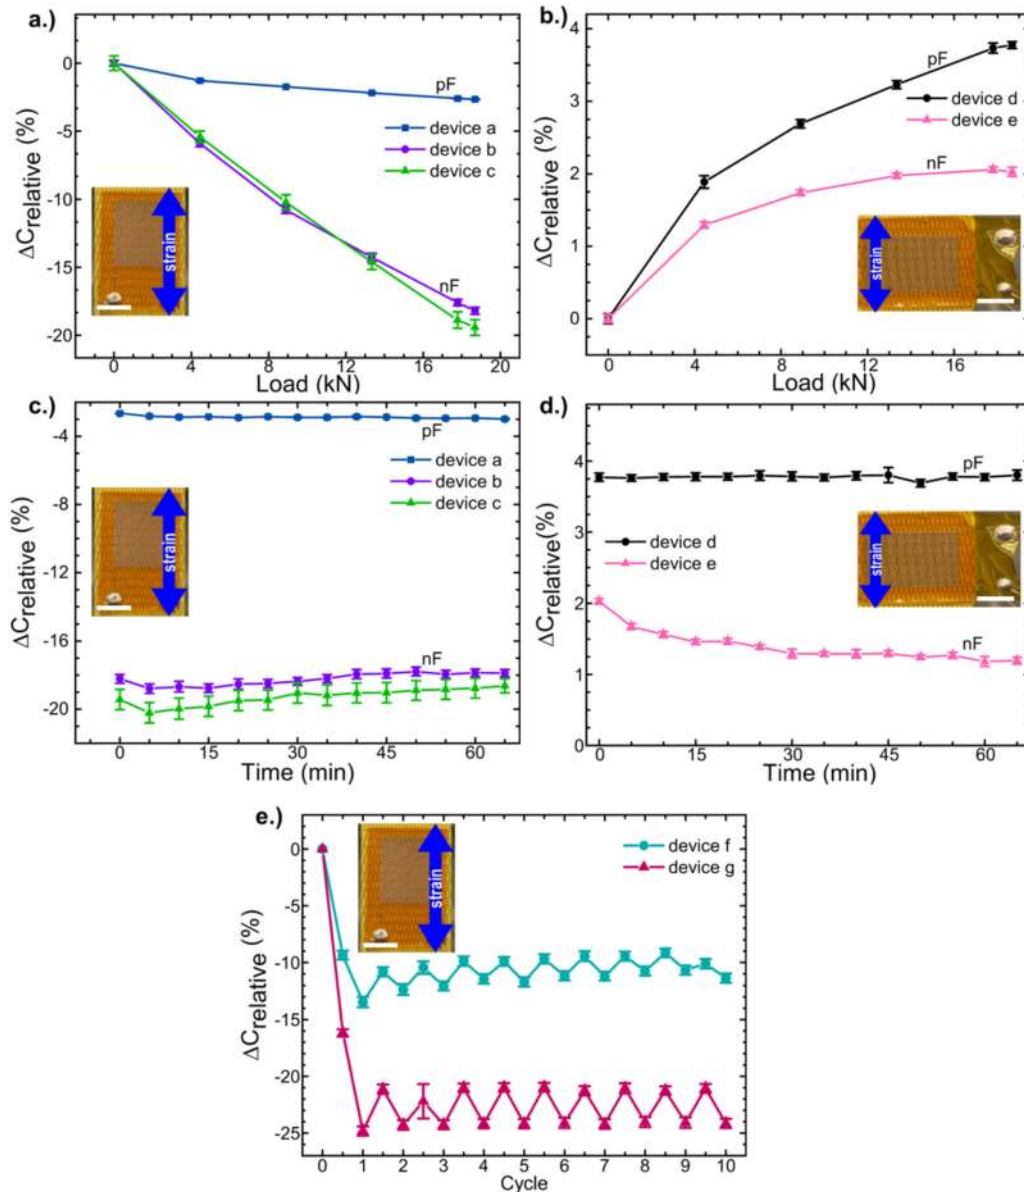 a.)
0
-5
-10
-15
-20
ΔCrelative (%)
pF
device a
device b
device c
strain
nF
0 4 8 12 16 20
Load (kN)
b.)
4
3
2
1
0
ΔCrelative (%)
pF
device d
device e
nF
strain
0 4 8 12 16
Load (kN)
c.)
-4
-8
-12
-16
-20
ΔCrelative (%)
pF
device a
device b
device c
strain
nF
0 15 30 45 60
Time (min)
d.)
4
3
2
1
0
ΔCrelative(%)
pF
device d
device e
strain
nF
0 15 30 45 60
Time (min)
e.)
0
-5
-10
-15
-20
-25
ΔCrelative (%)
strain
device f
device g
0 1 2 3 4 5 6 7 8 9 10
Cycle